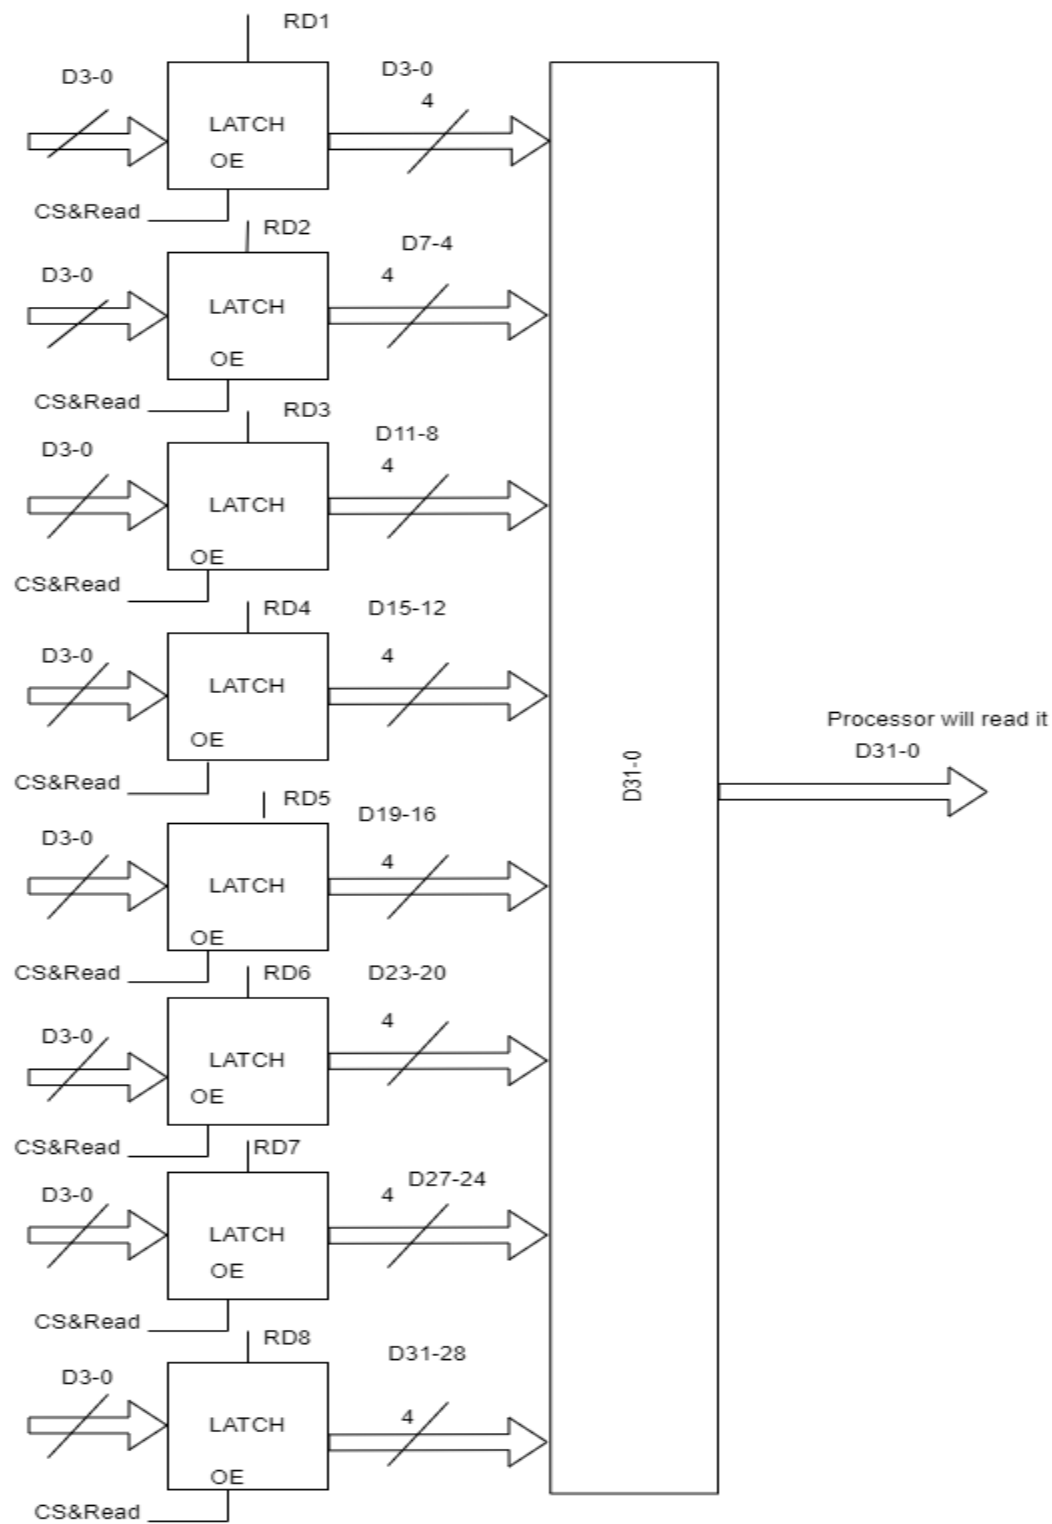 RD1
D3-0
D3-0
4
LATCH
OE
CS&Read
RD2
D3-0
D7-4
4
LATCH
OE
CS&Read
RD3
D3-0
D11-8
4
LATCH
OE
CS&Read
RD4
D3-0
D15-12
4
LATCH
OE
CS&Read
RD5
D3-0
D19-16
4
LATCH
OE
CS&Read
RD6
D3-0
D23-20
4
LATCH
OE
CS&Read
RD7
D3-0
D27-24
4
LATCH
OE
CS&Read
RD8
D3-0
D31-28
4
LATCH
OE
CS&Read
D31-0
Processor will read it
D31-0